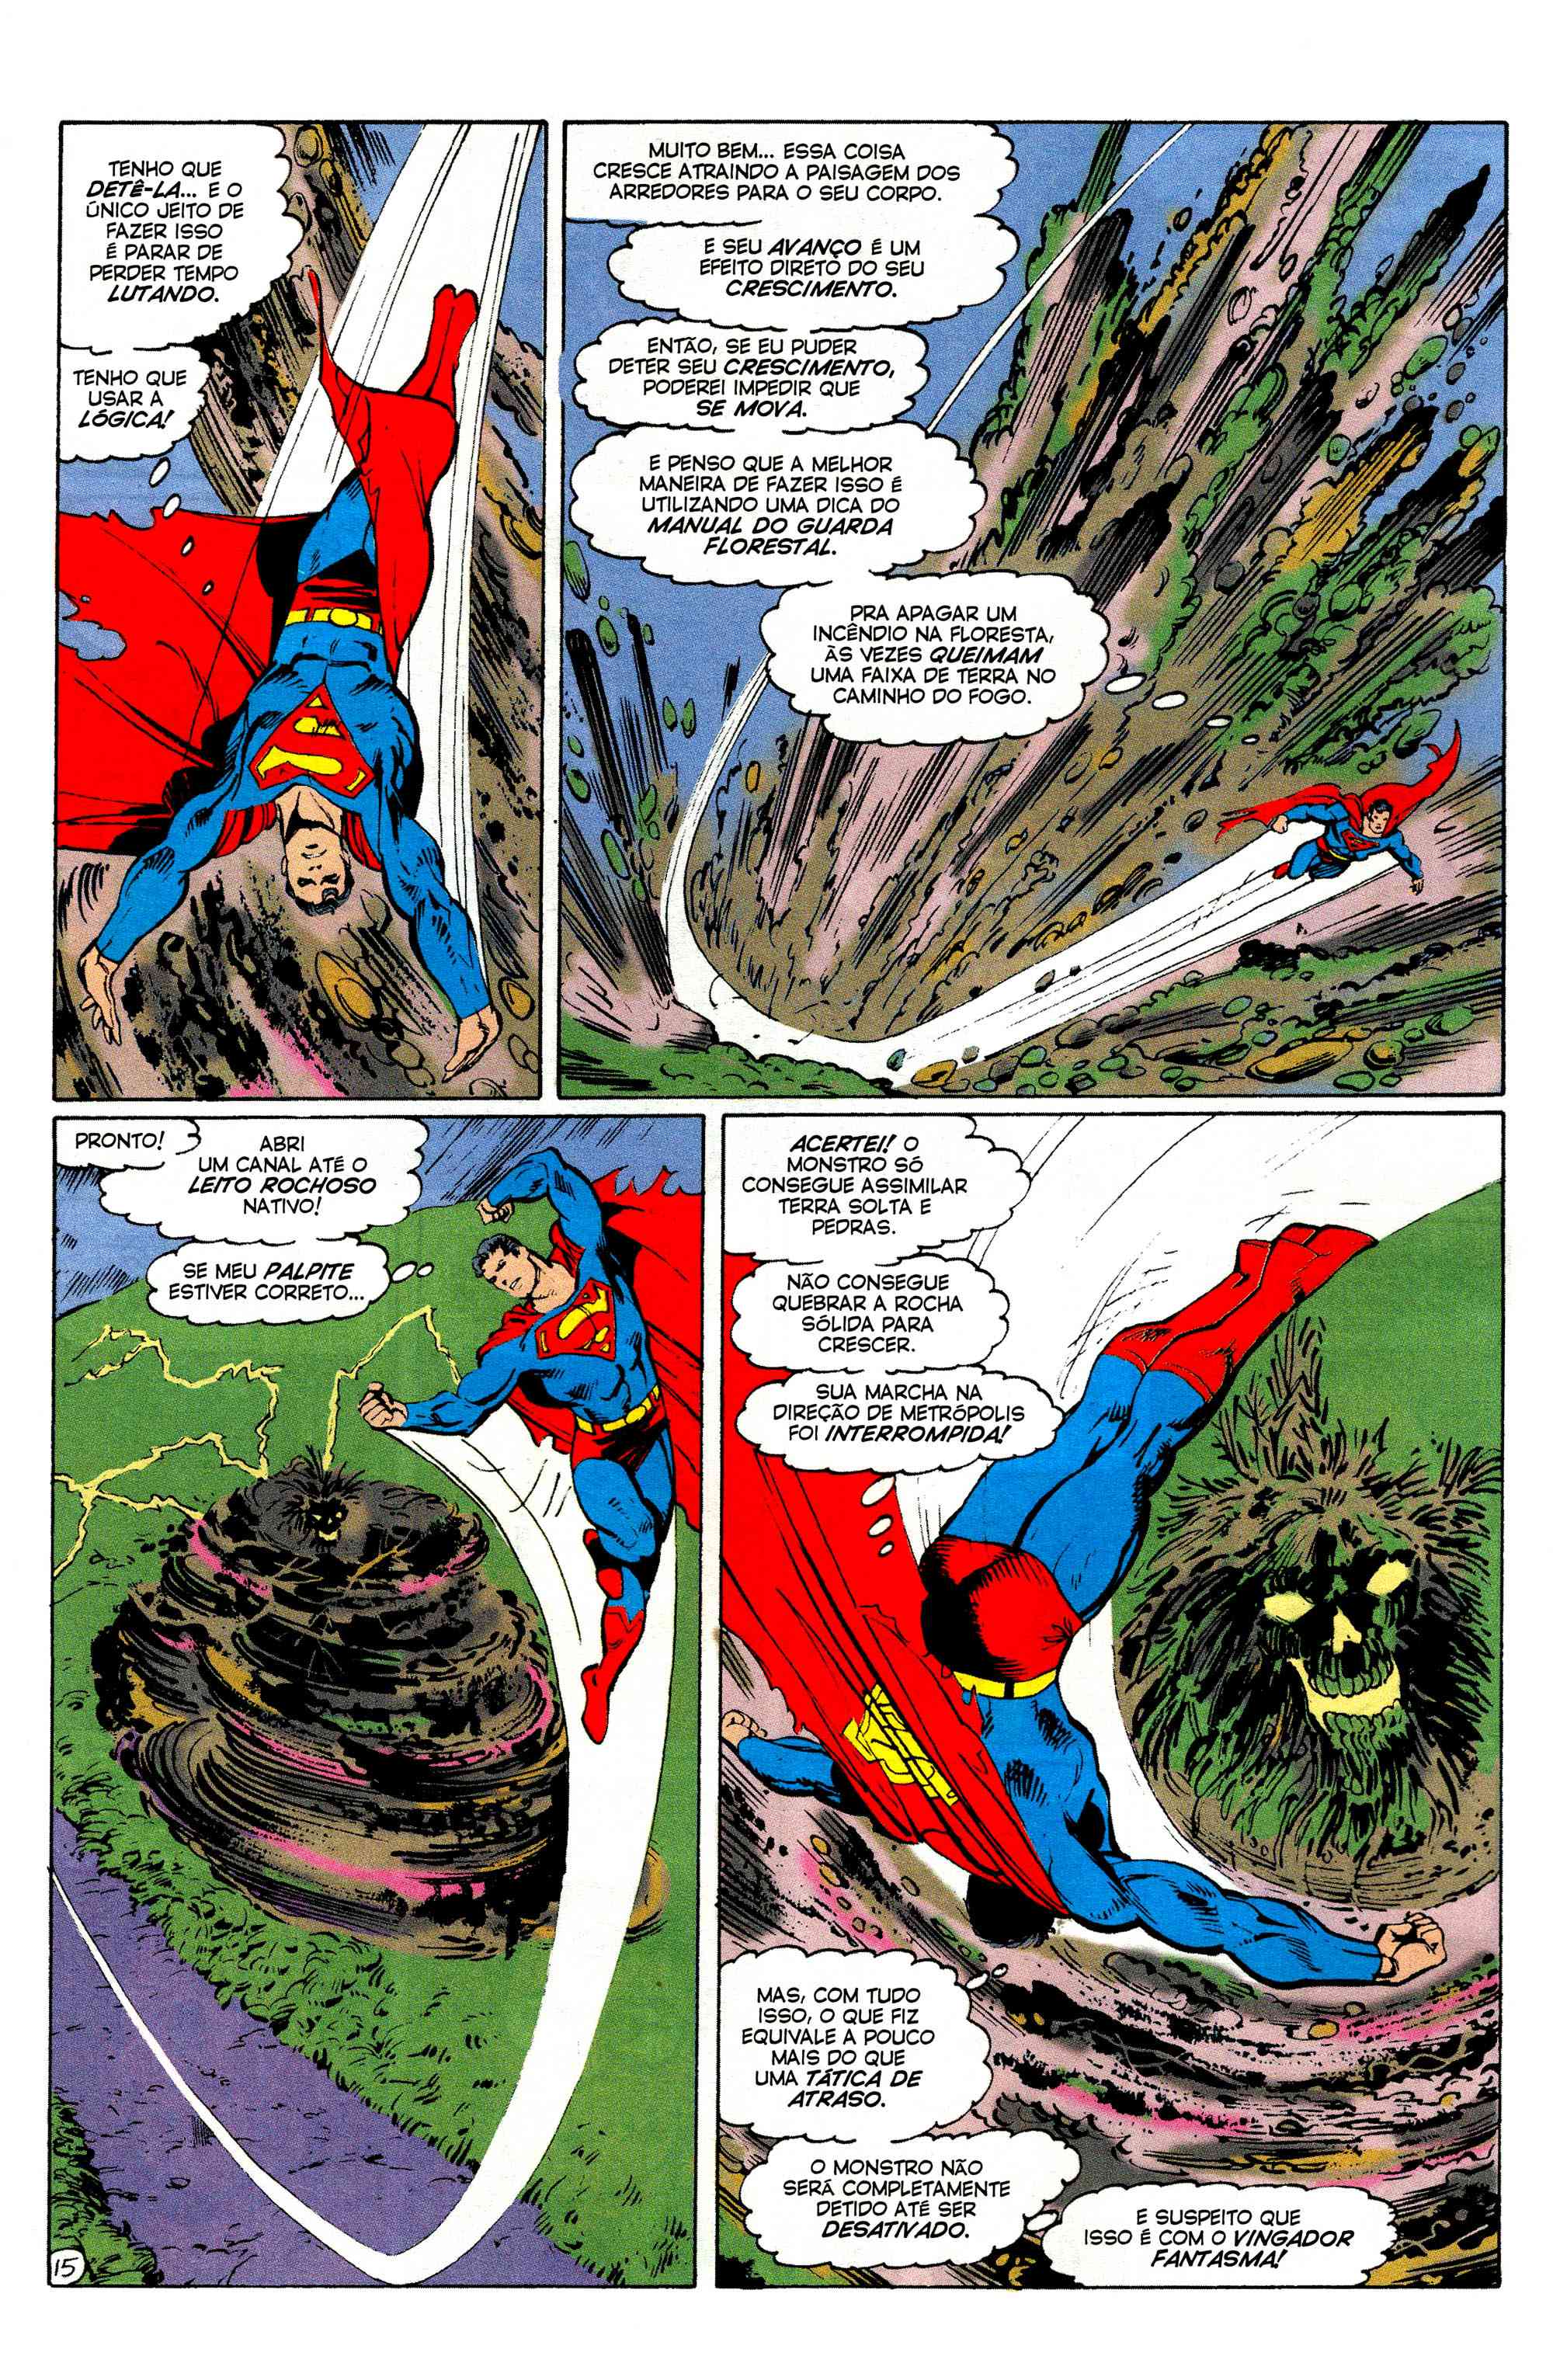 TENHO QUE
DETÊ-LA... E O
ÚNICO JEITO DE
FAZER ISSO
É PARAR DE
PERDER TEMPO
LUTANDO.
TENHO QUE
USAR A
LÓGICA!
MUITO BEM... ESSA COISA
CRESCE ATRAINDO A PAISAGEM DOS
ARREDORES PARA O SEU CORPO.
E SEU AVANÇO É UM
EFEITO DIRETO DO SEU
CRESCIMENTO.
ENTÃO, SE EU PUDER
DETER SEU CRESCIMENTO,
PODEREI IMPEDIR QUE
SE MOVA.
E PENSO QUE A MELHOR
MANEIRA DE FAZER ISSO É
UTILIZANDO UMA DICA DO
MANUAL DO GUARDA
FLORESTAL.
PRA APAGAR UM
INCÊNDIO NA FLORESTA,
ÀS VEZES QUEIMAM
UMA FAIXA DE TERRA NO
CAMINHO DO FOGO.
PRONTO!
ABRI
UM CANAL ATÉ O
LEITO ROCHOSO
NATIVO!
SE MEU PALPITE
ESTIVER CORRETO...
ACERTEI! O
MONSTRO SÓ
CONSEGUE ASSIMILAR
TERRA SOLTA E
PEDRAS.
NÃO CONSEGUE
QUEBRAR A ROCHA
SÓLIDA PARA
CRESCER.
SUA MARCHA NA
DIREÇÃO DE METRÓPOLIS
FOI INTERROMPIDA!
MAS, COM TUDO
ISSO, O QUE FIZ
EQUIVALE A POUCO
MAIS DO QUE
UMA TÁTICA DE
ATRASO.
O MONSTRO NÃO
SERÁ COMPLETAMENTE
DETIDO ATÉ SER
DESATIVADO.
E SUSPEITO QUE
ISSO É COM O VINGADOR
FANTASMA!
15